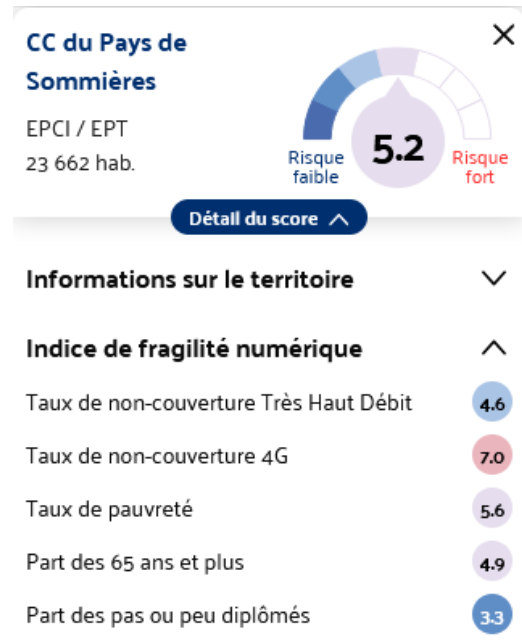 CC du Pays de
Sommières
EPCI / EPT
23 662 hab.
5.2
Risque
faible
Risque
fort
Détail du score
Informations sur le territoire
Indice de fragilité numérique
Taux de non-couverture Très Haut Débit 4.6
Taux de non-couverture 4G 7.0
Taux de pauvreté 5.6
Part des 65 ans et plus 4.9
Part des pas ou peu diplômés 3.3